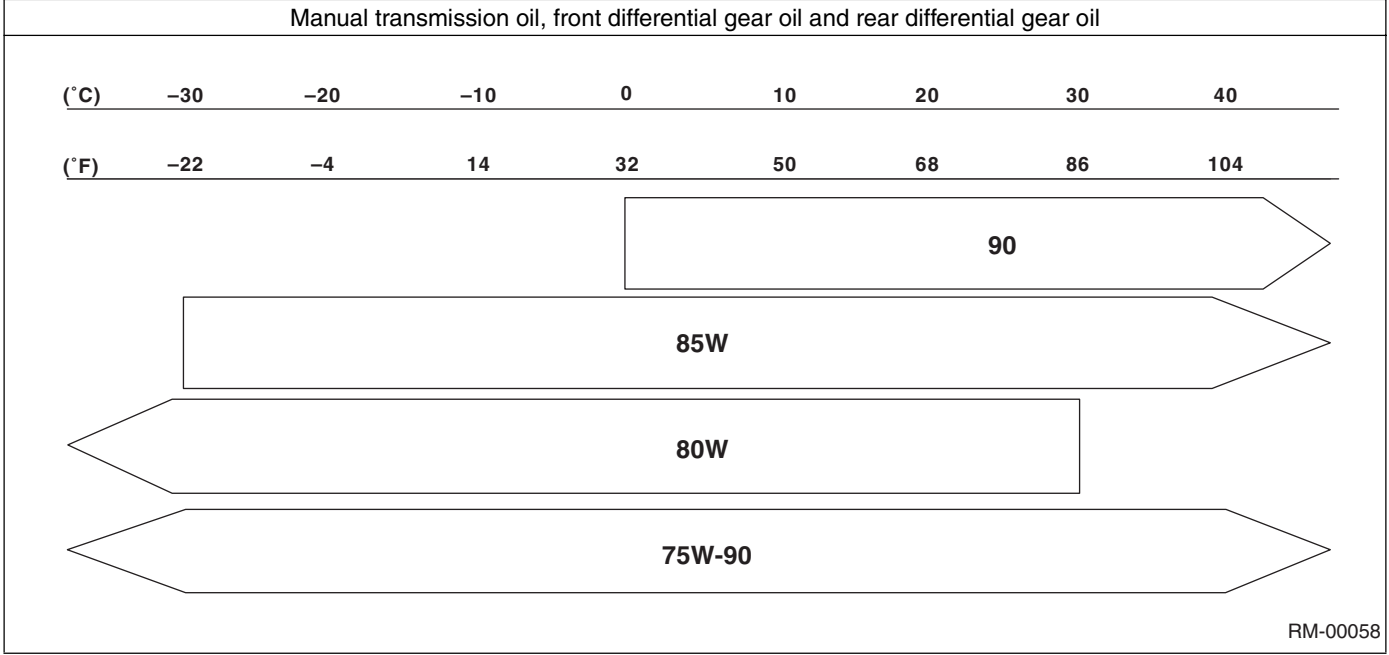 Manual transmission oil, front differential gear oil and rear differential gear oil
(˚C) –30 –20 –10 0 10 20 30 40
(˚F) –22 –4 14 32 50 68 86 104
90
85W
80W
75W-90
RM-00058